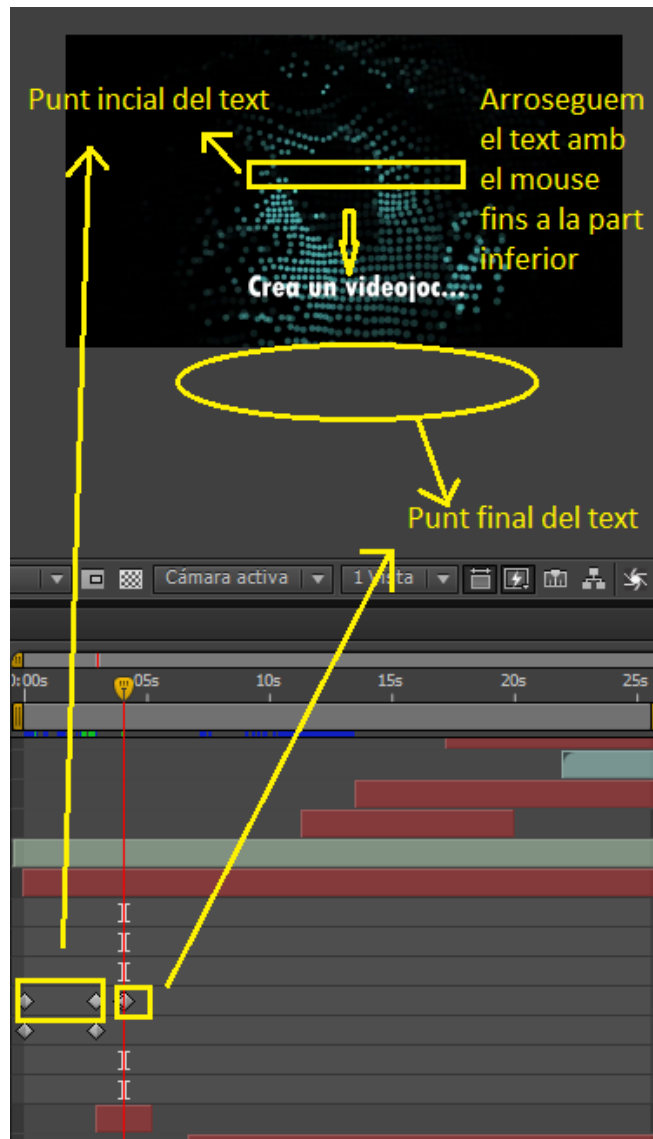 Punt incial del text
Arroseguem
el text amb
el mouse
fins a la part
inferior
Crea un videojoc...
Punt final del text
Cámara activa
1 Vista
0:00s
05s
10s
15s
20s
25s